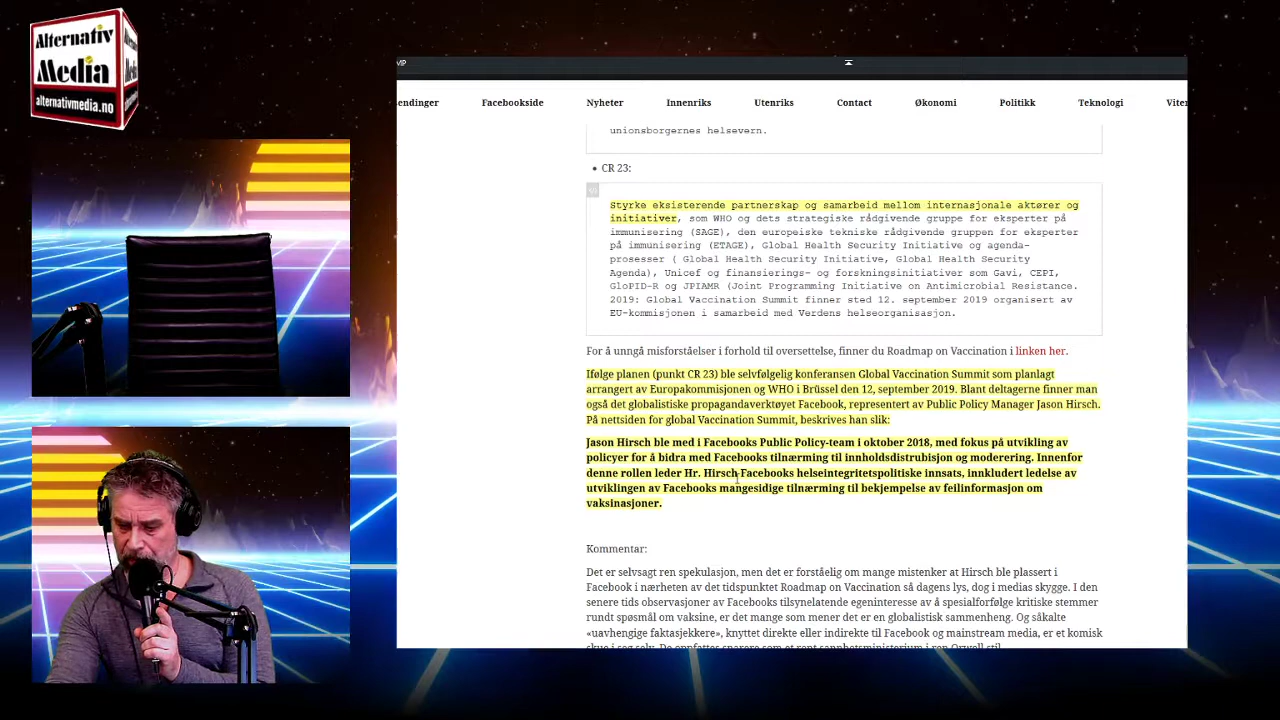 Alternativ
Media
alternativmedia.no
VIP
sendinger Facebookside Nyheter Innenriks Utenriks Contact Økonomi Politikk Teknologi Viten
unionsborgernes helsevern.
• CR 23:
Styrke eksisterende partnerskap og samarbeid mellom internasjonale aktører og
initiativer, som WHO og dets strategiske rådgivende gruppe for eksperter på
immunisering (SAGE), den europeiske tekniske rådgivende gruppen for eksperter
på immunisering (ETAGE), Global Health Security Initiative og agenda-
prosesser ( Global Health Security Initiative, Global Health Security
Agenda), Unicef og finansierings- og forskningsinitiativer som Gavi, CEPI,
GloPID-R og JPIAMR (Joint Programming Initiative on Antimicrobial Resistance.
2019: Global Vaccination Summit finner sted 12. september 2019 organisert av
EU-kommisjonen i samarbeid med Verdens helseorganisasjon.
For å unngå misforståelser i forhold til oversettelse, finner du Roadmap on Vaccination i linken her.
Ifølge planen (punkt CR 23) ble selvfølgelig konferansen Global Vaccination Summit som planlagt
arrangert av Europakommisjonen og WHO i Brüssel den 12, september 2019. Blant deltagerne finner man
også det globalistiske propagandaverktøyet Facebook, representert av Public Policy Manager Jason Hirsch.
På nettsiden for global Vaccination Summit, beskrives han slik:
Jason Hirsch ble med i Facebooks Public Policy-team i oktober 2018, med fokus på utvikling av
policyer for å bidra med Facebooks tilnærming til innholdsdistrubisjon og moderering. Innenfor
denne rollen leder Hr. Hirsch Facebooks helseintegritetspolitiske innsats, innkludert ledelse av
utviklingen av Facebooks mangesidige tilnærming til bekjempelse av feilinformasjon om
vaksinasjoner.
Kommentar:
Det er selvsagt ren spekulasjon, men det er forståelig om mange mistenker at Hirsch ble plassert i
Facebook i nærheten av det tidspunktet Roadmap on Vaccination så dagens lys, dog i medias skygge. I den
senere tids observasjoner av Facebooks tilsynelatende egeninteresse av å spesialforfølge kritiske stemmer
rundt spøsmål om vaksine, er det mange som mener det er en globalistisk sammenheng. Og såkalte
«uavhengige faktasjekkere», knyttet direkte eller indirekte til Facebook og mainstream media, er et komisk